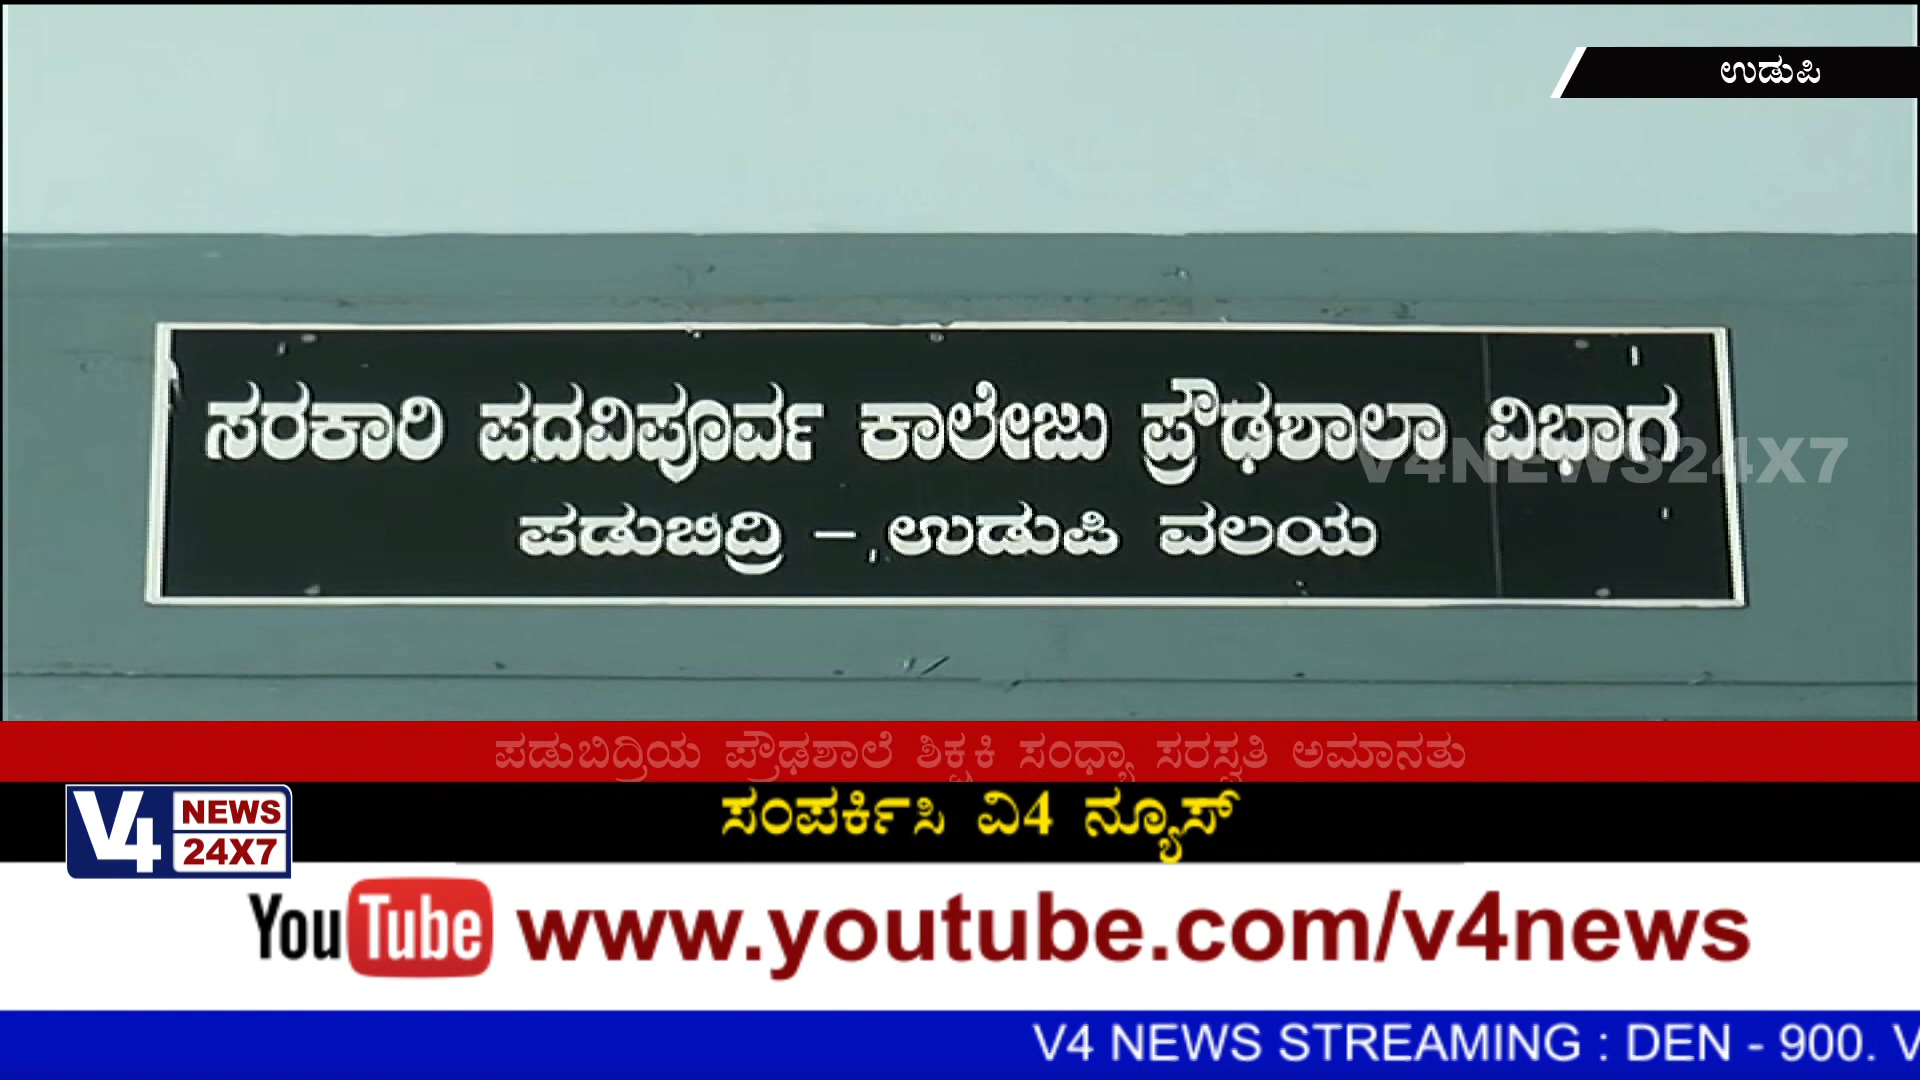 ಉಡುಪಿ
ಸರಕಾರಿ ಪದವಿಪೂರ್ವ ಕಾಲೇಜು ಪ್ರೌಢಶಾಲಾ ವಿಭಾಗ
V4NEWS24X7
ಪಡುಬಿದ್ರಿ – ಉಡುಪಿ ವಲಯ
ಪಡುಬಿದ್ರಿಯ ಪ್ರೌಢಶಾಲೆ ಶಿಕ್ಷಕಿ ಸಂಧ್ಯಾ ಸರಸ್ವತಿ ಅಮಾನತು
ಸಂಪರ್ಕಿಸಿ ವಿ4 ನ್ಯೂಸ್
V4 NEWS 24X7
YouTube www.youtube.com/v4news
V4 NEWS STREAMING : DEN - 900. V